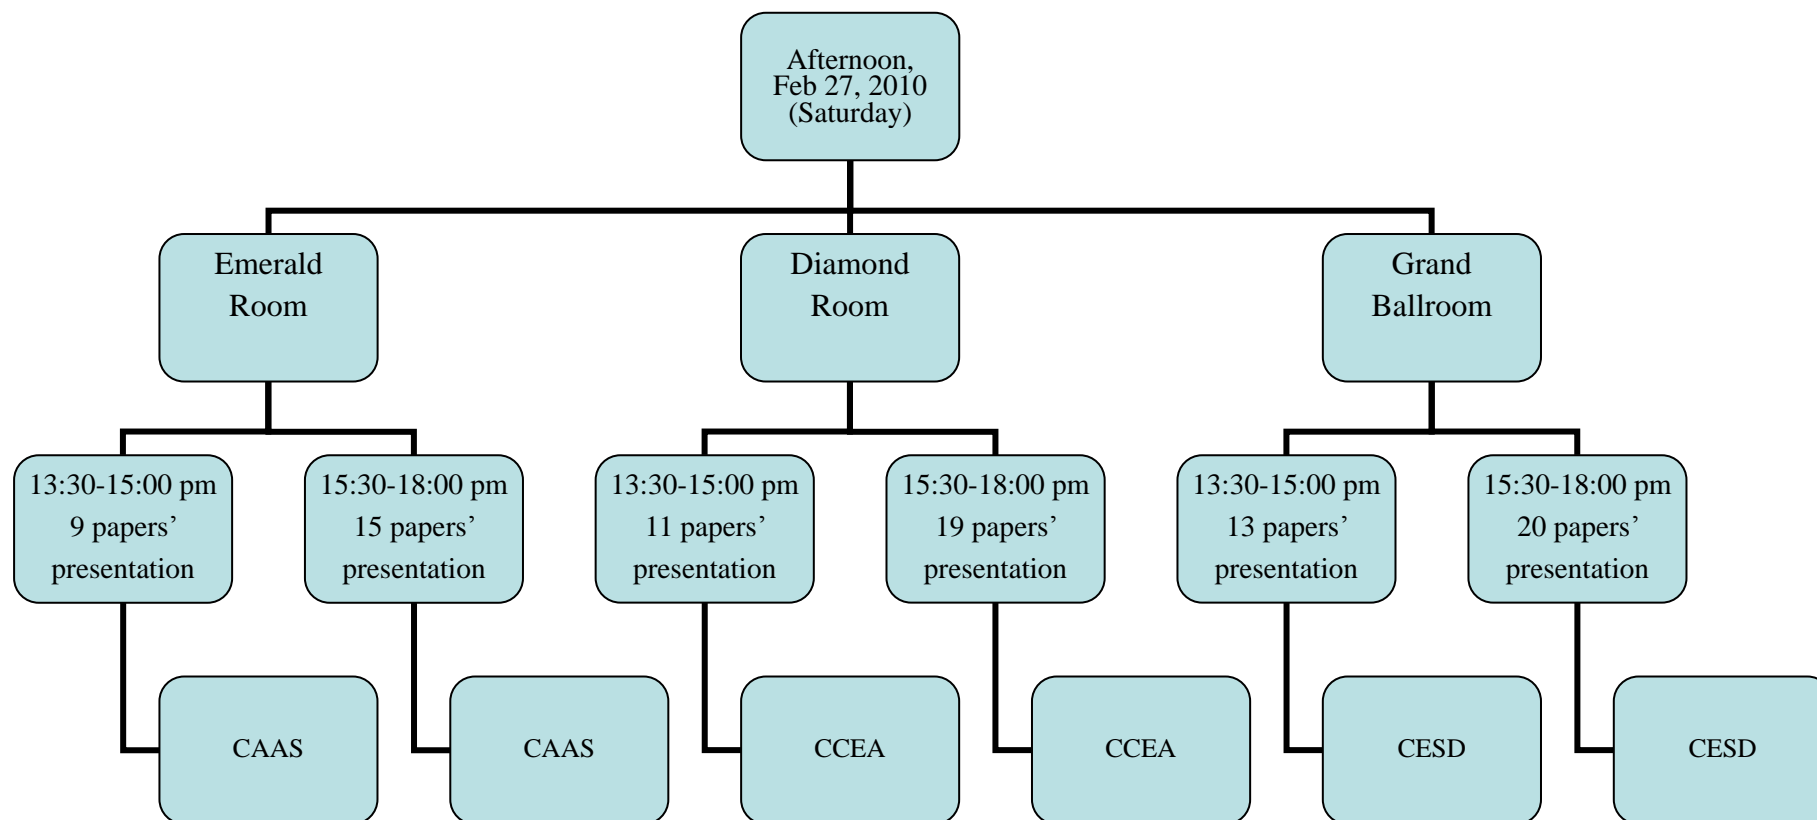 Afternoon,
Feb 27, 2010
(Saturday)
Emerald
Room
Diamond
Room
Grand
Ballroom
13:30-15:00 pm
9 papers’
presentation
15:30-18:00 pm
15 papers’
presentation
13:30-15:00 pm
11 papers’
presentation
15:30-18:00 pm
19 papers’
presentation
13:30-15:00 pm
13 papers’
presentation
15:30-18:00 pm
20 papers’
presentation
CAAS
CAAS
CCEA
CCEA
CESD
CESD